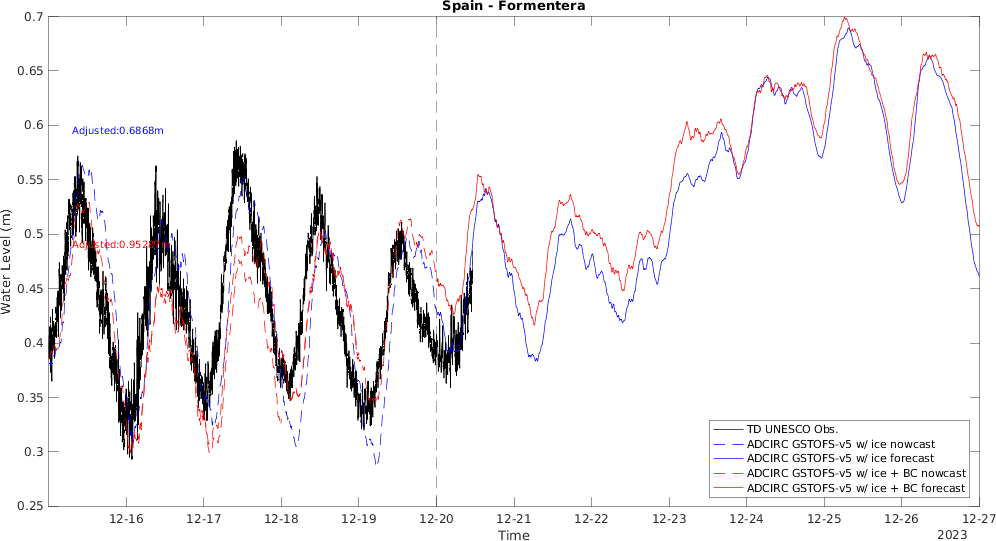 Spain - Formentera
0.7
0.65
0.6
0.55
0.5
0.45
0.4
0.35
0.3
0.25
Water Level (m)
Adjusted:0.6868m
TD UNESCO Obs.
ADCIRC GSTOFS-v5 w/ ice nowcast
ADCIRC GSTOFS-v5 w/ ice forecast
ADCIRC GSTOFS-v5 w/ ice + BC nowcast
ADCIRC GSTOFS-v5 w/ ice + BC forecast
12-16
12-17
12-18
12-19
12-20
12-21
12-22
12-23
12-24
12-25
12-26
12-27
Time
2023